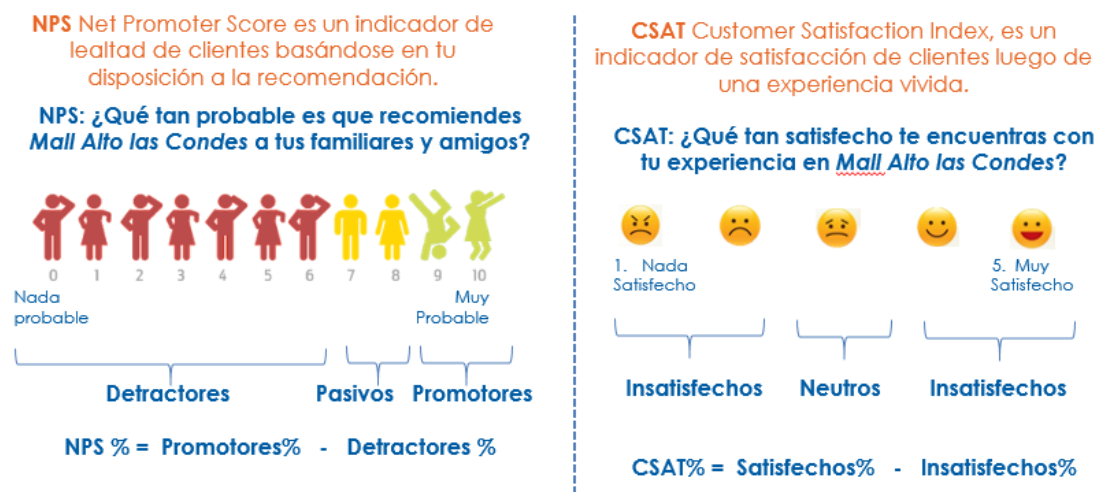 NPS Net Promoter Score es un indicador de
lealtad de clientes basándose en tu
disposición a la recomendación.
NPS: ¿Qué tan probable es que recomiendes
Mall Alto las Condes a tus familiares y amigos?
0 1 2 3 4 5 6 7 8 9 10
Nada
probable
Muy
Probable
Detractores Pasivos Promotores
NPS % = Promotores% - Detractores %
CSAT Customer Satisfaction Index, es un
indicador de satisfacción de clientes luego de
una experiencia vivida.
CSAT: ¿Qué tan satisfecho te encuentras con
tu experiencia en Mall Alto las Condes?
1. Nada
Satisfecho
5. Muy
Satisfecho
Insatisfechos Neutros Insatisfechos
CSAT% = Satisfechos% - Insatisfechos%